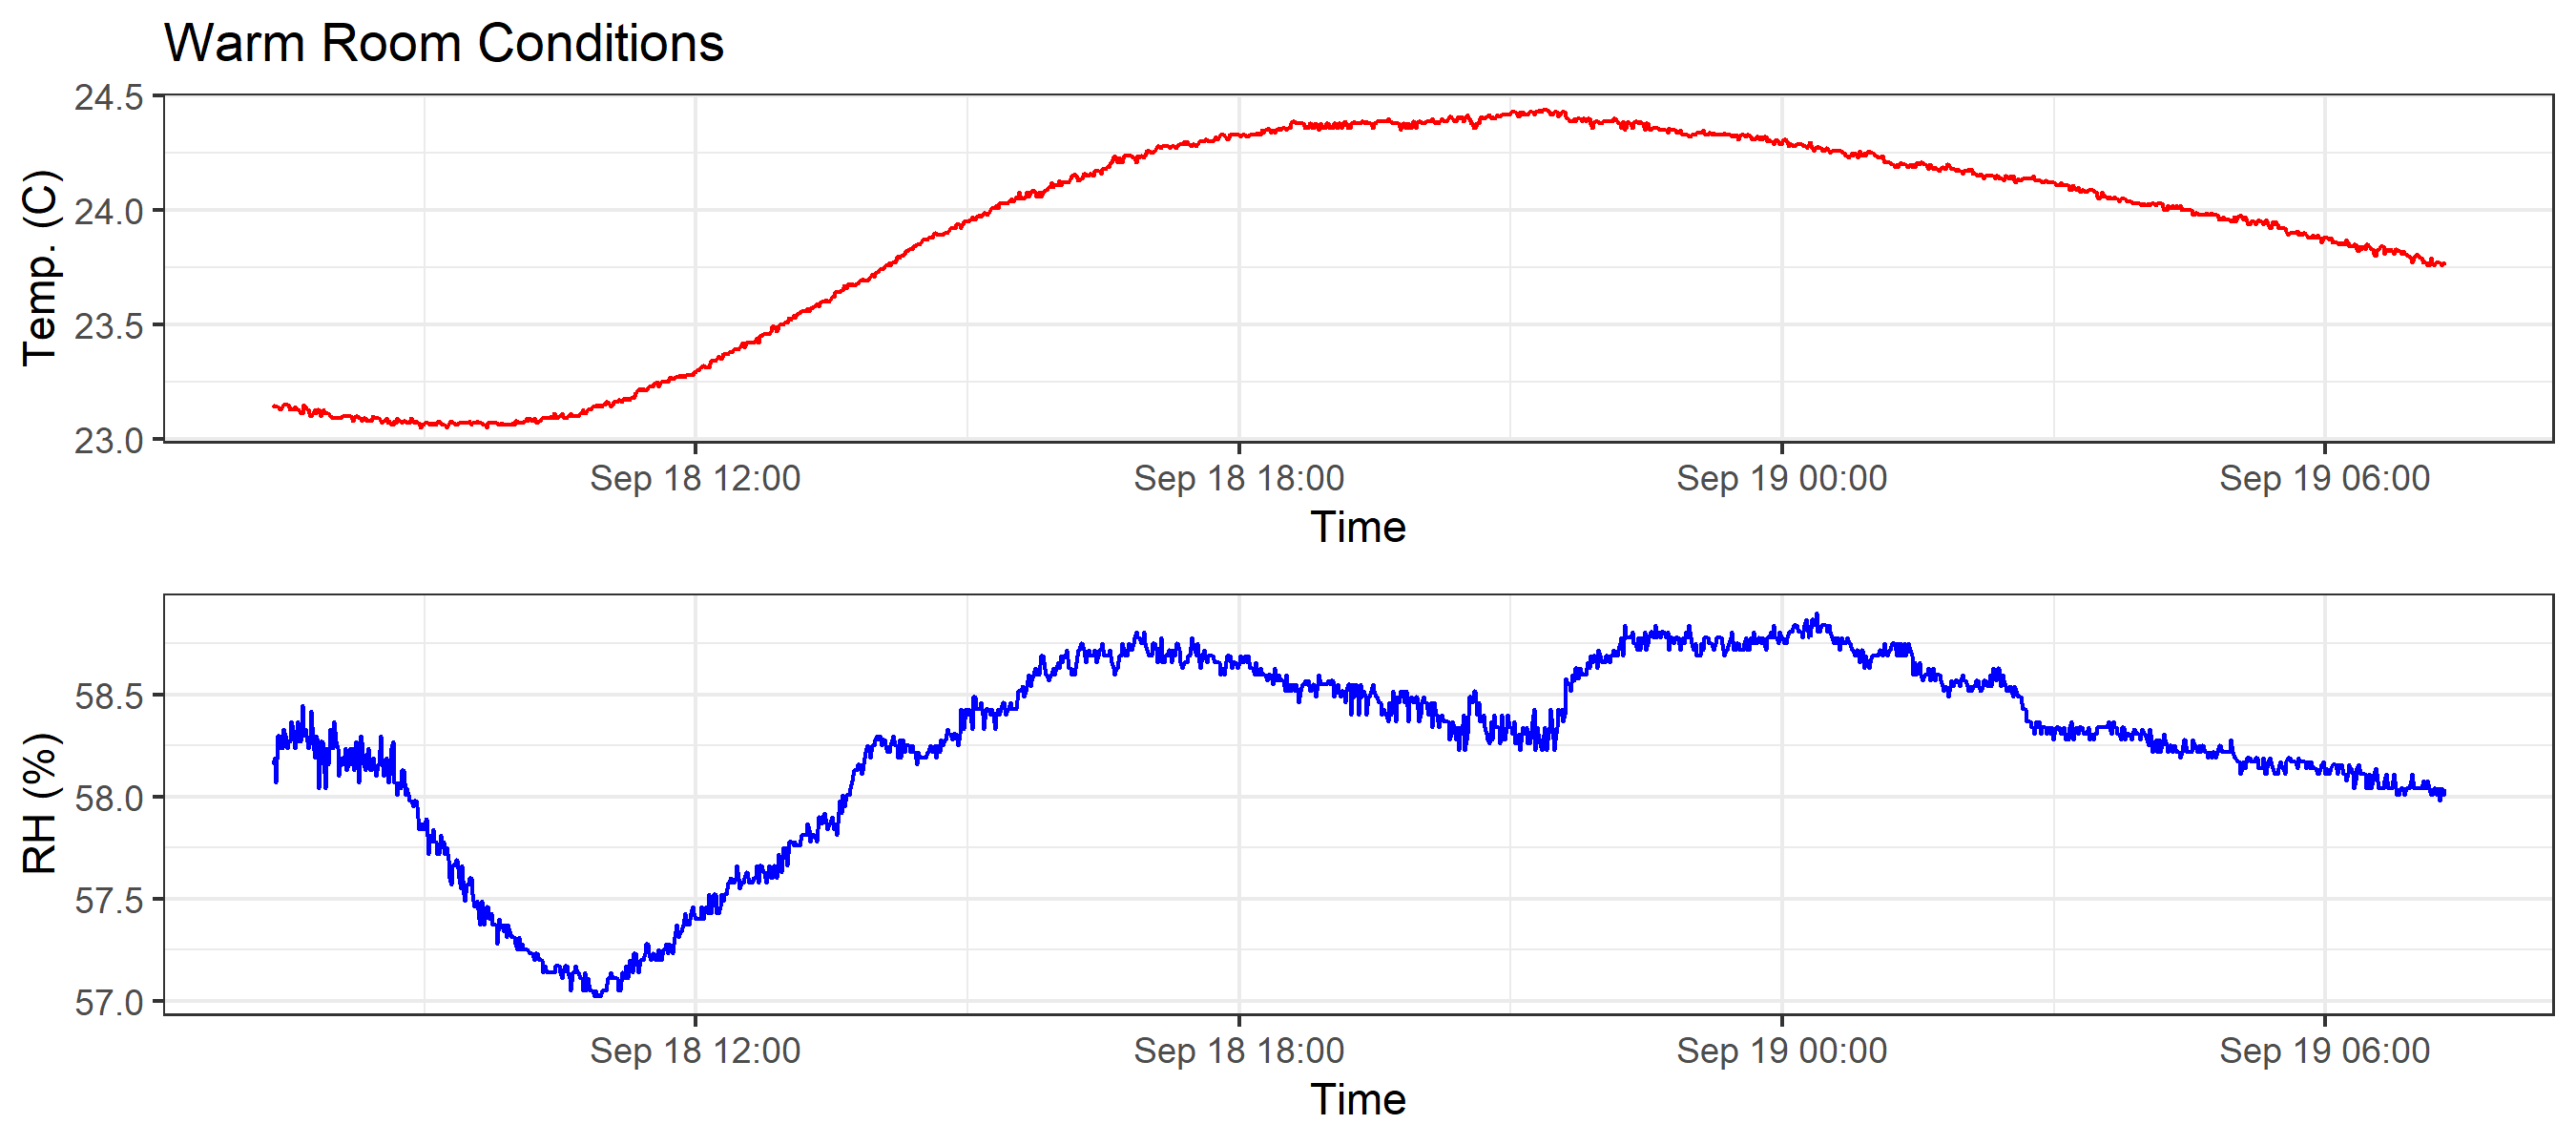 Warm Room Conditions
24.5
24.0
23.5
23.0
Temp. (C)
Sep 18 12:00 Sep 18 18:00 Sep 19 00:00 Sep 19 06:00
Time
58.5
58.0
57.5
57.0
RH (%)
Sep 18 12:00 Sep 18 18:00 Sep 19 00:00 Sep 19 06:00
Time